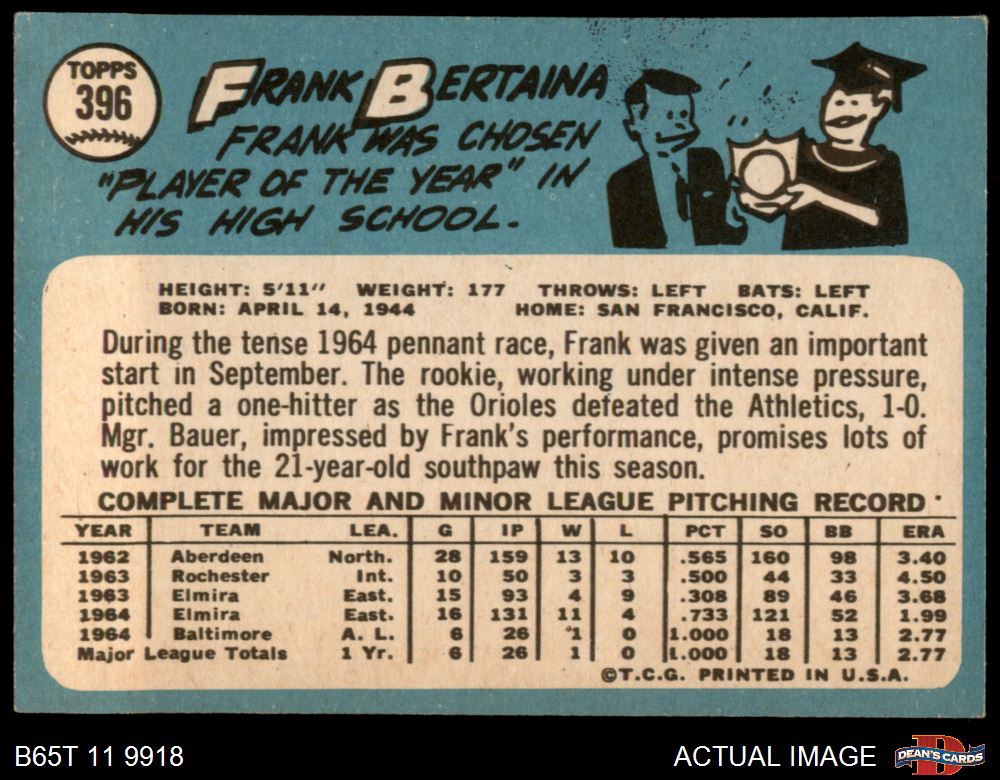 TOPPS
396
FRANK BERTAINA
FRANK WAS CHOSEN
"PLAYER OF THE YEAR" IN
HIS HIGH SCHOOL.
HEIGHT: 5'11" WEIGHT: 177 THROWS: LEFT BATS: LEFT
BORN: APRIL 14, 1944 HOME: SAN FRANCISCO, CALIF.
During the tense 1964 pennant race, Frank was given an important
start in September. The rookie, working under intense pressure,
pitched a one-hitter as the Orioles defeated the Athletics, 1-0.
Mgr. Bauer, impressed by Frank's performance, promises lots of
work for the 21-year-old southpaw this season.
COMPLETE MAJOR AND MINOR LEAGUE PITCHING RECORD
YEAR TEAM LEA. G IP W L PCT SO BB ERA
1962 Aberdeen North. 28 159 13 10 .565 160 98 3.40
1963 Rochester Int. 10 50 3 3 .500 44 33 4.50
1963 Elmira East. 15 93 4 9 .308 89 46 3.68
1964 Elmira East. 16 131 11 4 .733 121 52 1.99
1964 Baltimore A. L. 6 26 1 0 1.000 18 13 2.77
Major League Totals 1 Yr. 6 26 1 0 1.000 18 13 2.77
©T.C.G. PRINTED IN U.S.A.
B65T 11 9918 ACTUAL IMAGE DEAN'S CARDS